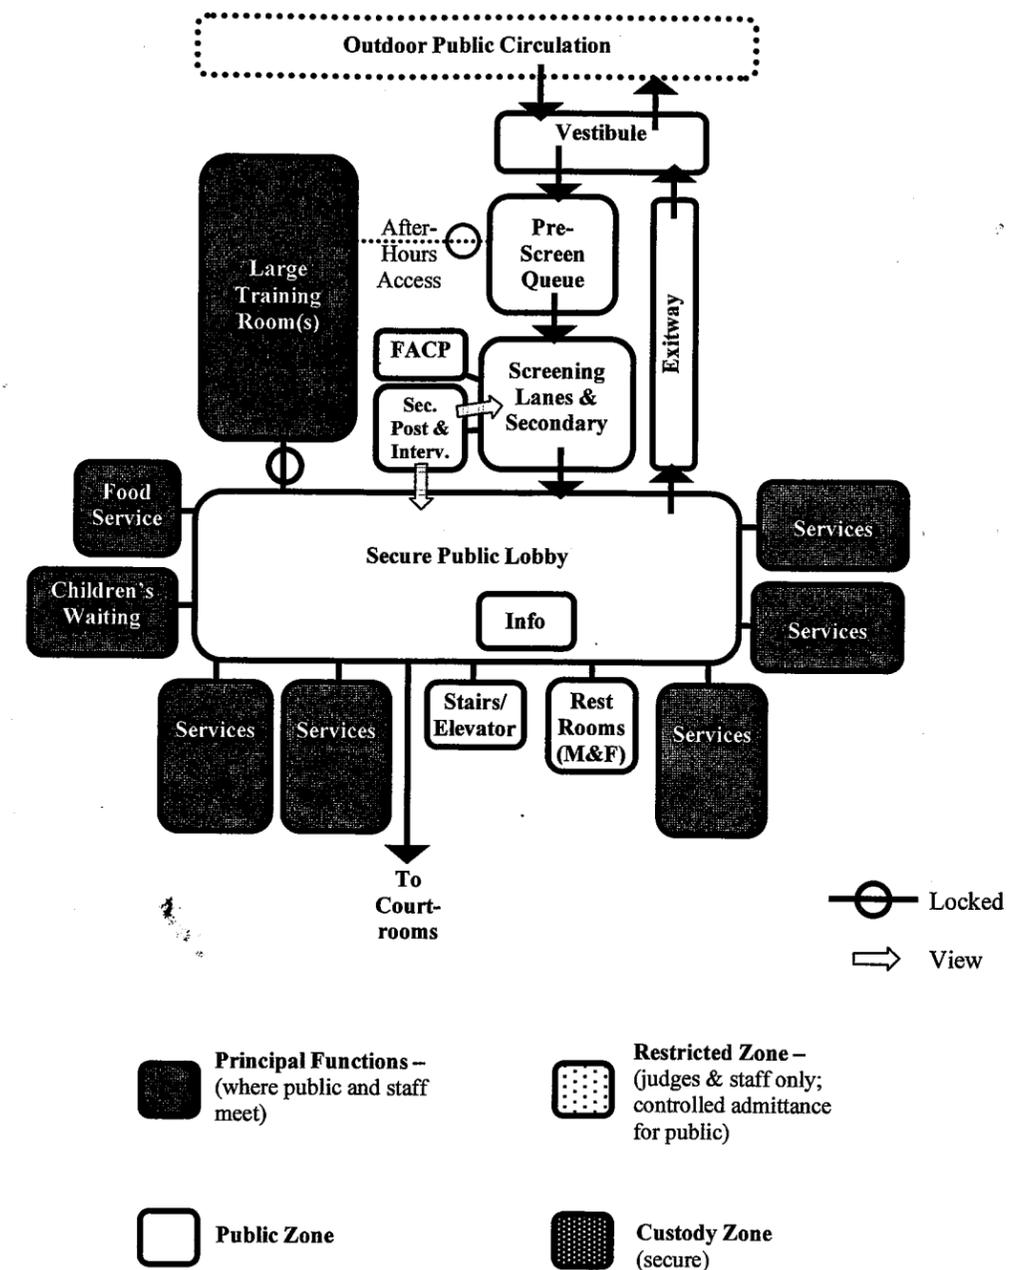 Outdoor Public Circulation
Vestibule
After-
Hours
Access
Pre-
Screen
Queue
Large
Training
Room(s)
Exitway
FACP
Screening
Lanes &
Secondary
Sec.
Post &
Interv.
Food
Service
Services
Secure Public Lobby
Children's
Waiting
Info
Services
Services
Services
Stairs/
Elevator
Rest
Rooms
(M&F)
Services
To
Court-
rooms
Locked
View
Principal Functions –
(where public and staff
meet)
Restricted Zone –
(judges & staff only;
controlled admittance
for public)
Public Zone
Custody Zone
(secure)